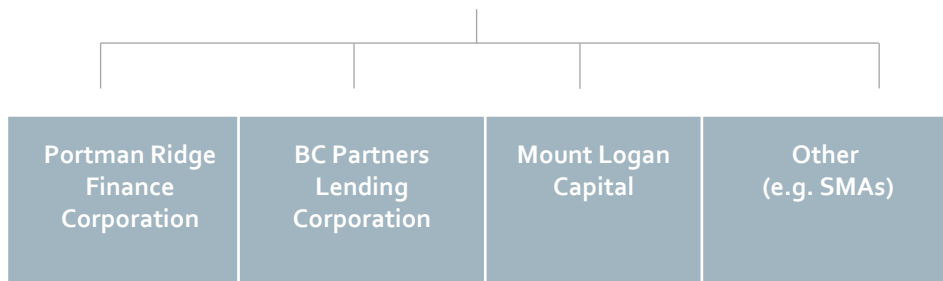 Portman Ridge
Finance
Corporation
BC Partners
Lending
Corporation
Mount Logan
Capital
Other
(e.g. SMAs)